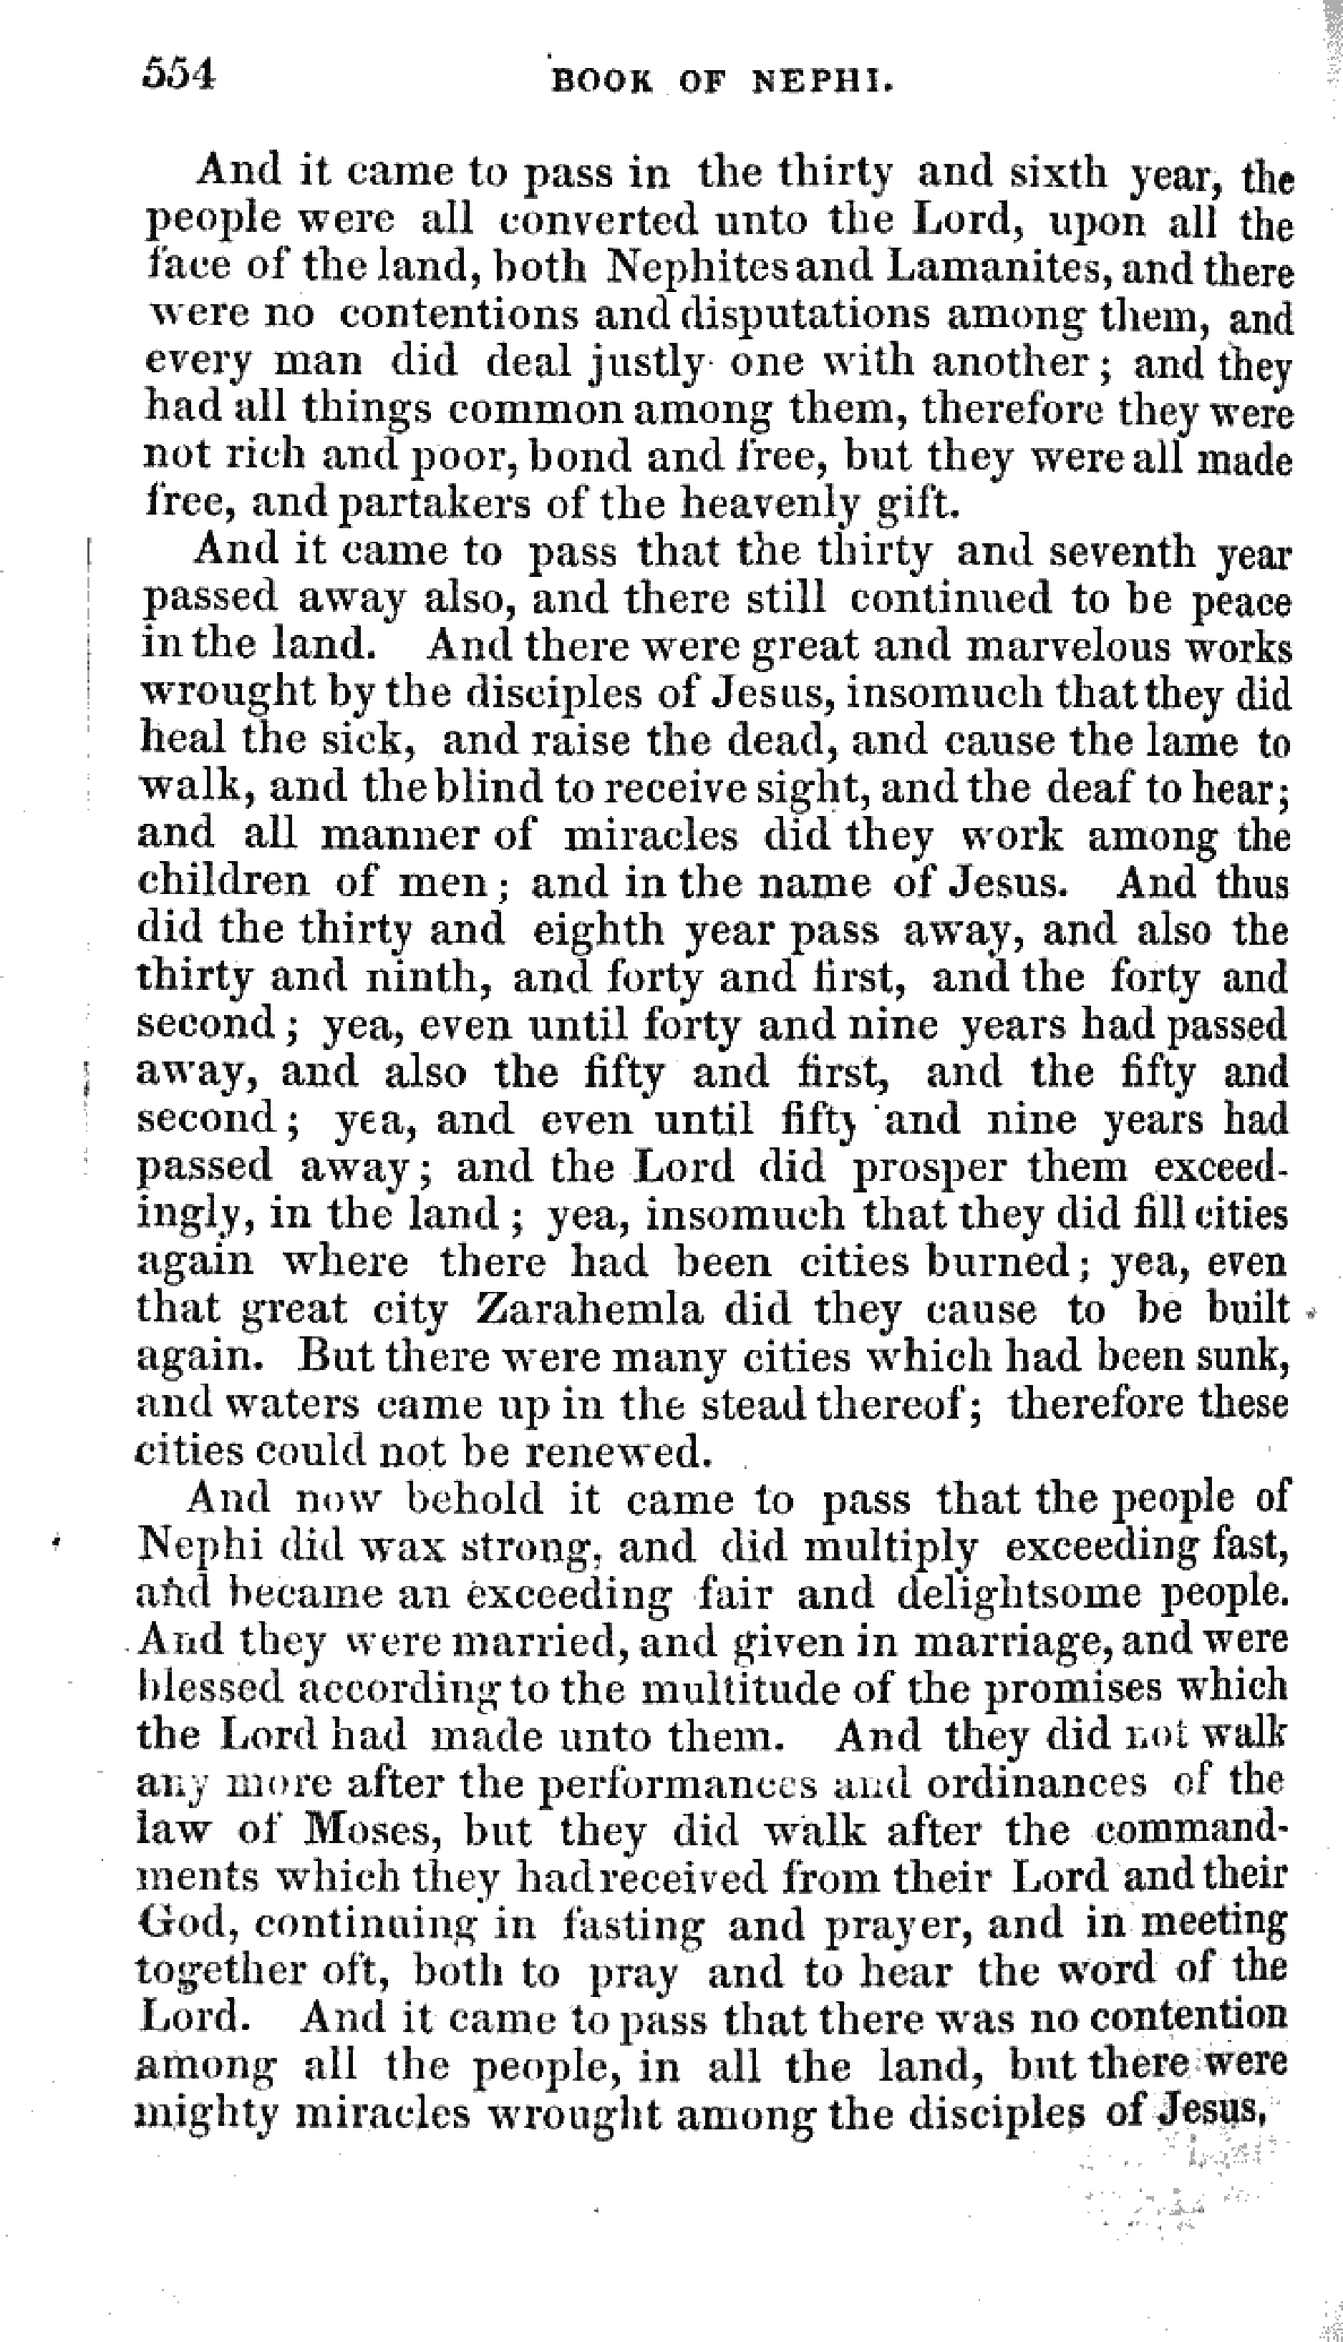 554 BOOK OF NEPHI.
And it came to pass in the thirty and sixth year, the
people were all converted unto the Lord, upon all the
face of the land, both Nephites and Lamanites, and there
were no contentions and disputations among them, and
every man did deal justly one with another; and they
had all things common among them, therefore they were
not rich and poor, bond and free, but they were all made
free, and partakers of the heavenly gift.
And it came to pass that the thirty and seventh year
passed away also, and there still continued to be peace
in the land. And there were great and marvelous works
wrought by the disciples of Jesus, insomuch that they did
heal the sick, and raise the dead, and cause the lame to
walk, and the blind to receive sight, and the deaf to hear;
and all manner of miracles did they work among the
children of men; and in the name of Jesus. And thus
did the thirty and eighth year pass away, and also the
thirty and ninth, and forty and first, and the forty and
second; yea, even until forty and nine years had passed
away, and also the fifty and first, and the fifty and
second; yea, and even until fifty and nine years had
passed away; and the Lord did prosper them exceed-
ingly, in the land; yea, insomuch that they did fill cities
again where there had been cities burned; yea, even
that great city Zarahemla did they cause to be built
again. But there were many cities which had been sunk,
and waters came up in the stead thereof; therefore these
cities could not be renewed.
And now behold it came to pass that the people of
Nephi did wax strong, and did multiply exceeding fast,
and became an exceeding fair and delightsome people.
And they were married, and given in marriage, and were
blessed according to the multitude of the promises which
the Lord had made unto them. And they did not walk
any more after the performances and ordinances of the
law of Moses, but they did walk after the command-
ments which they had received from their Lord and their
God, continuing in fasting and prayer, and in meeting
together oft, both to pray and to hear the word of the
Lord. And it came to pass that there was no contention
among all the people, in all the land, but there were
mighty miracles wrought among the disciples of Jesus,